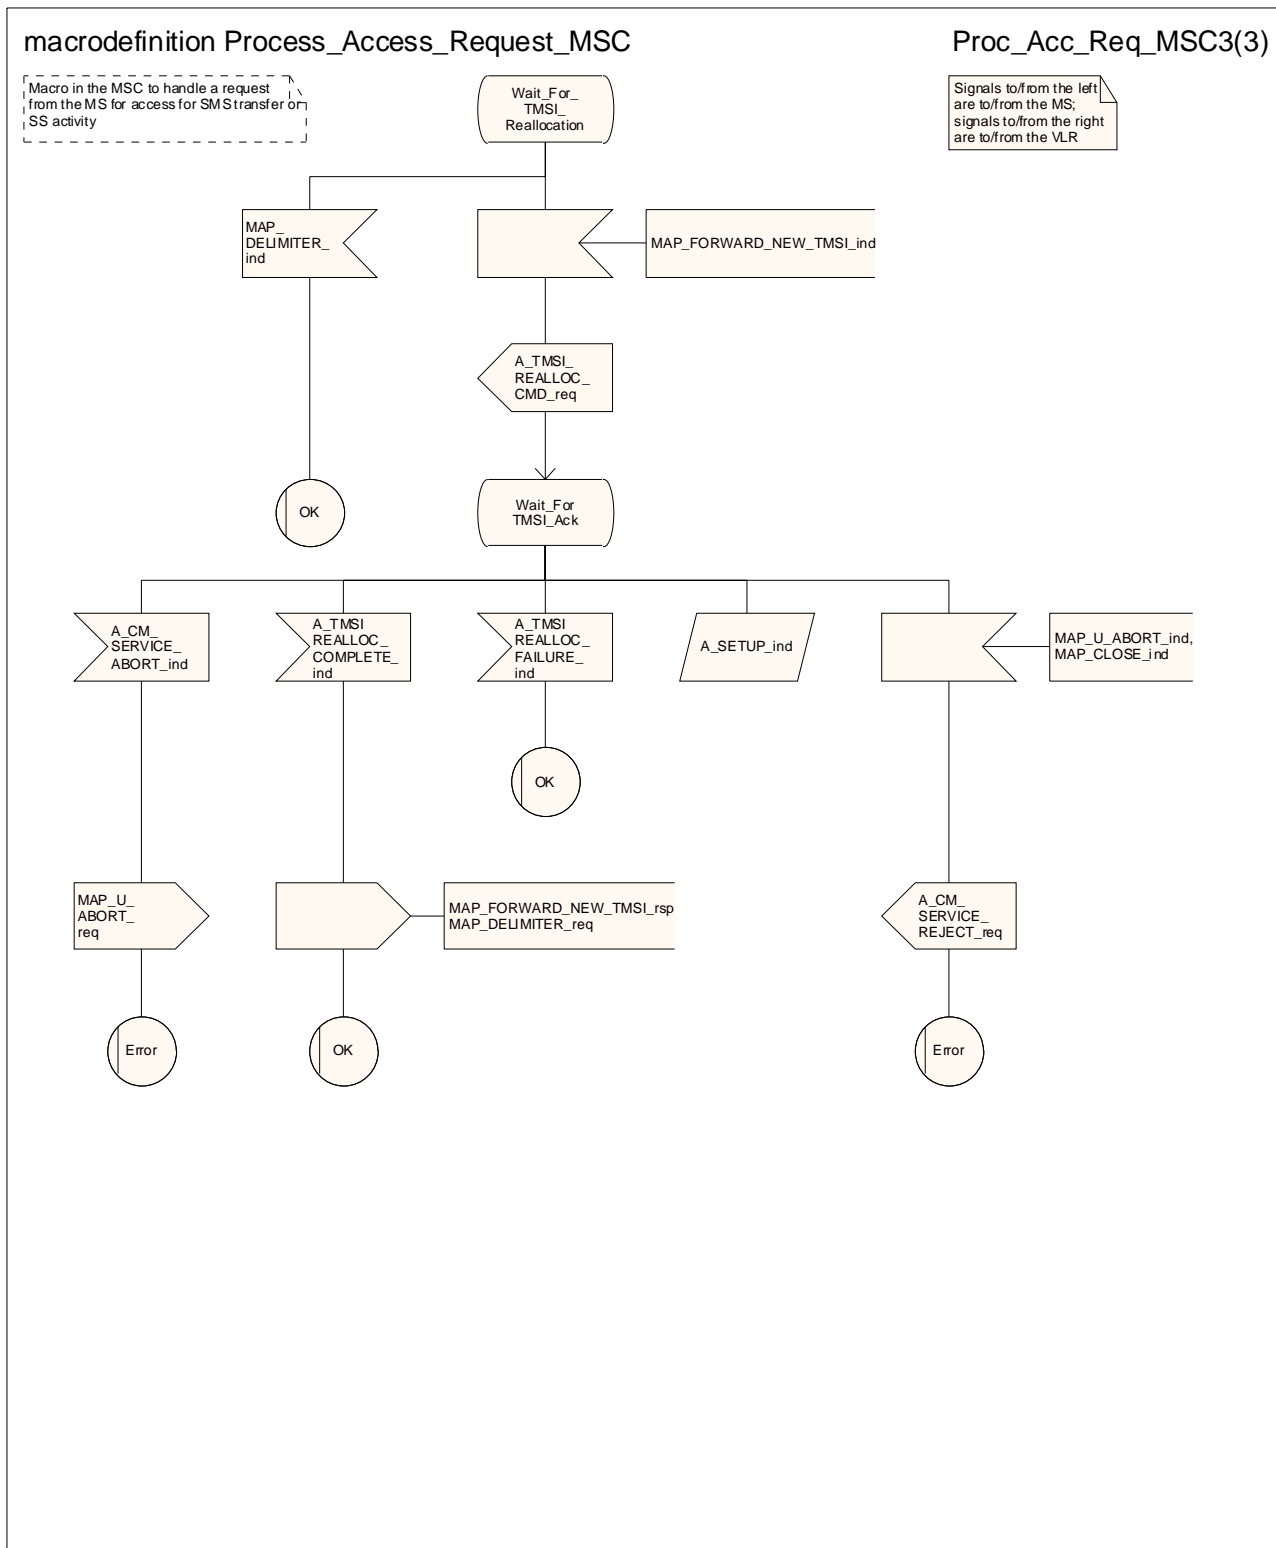 macrodefinition Process_Access_Request_MSC
Proc_Acc_Req_MSC3(3)
Macro in the MSC to handle a request
from the MS for access for SMS transfer or
SS activity
Wait_For_
TMSI_
Reallocation
Signals to/from the left
are to/from the MS;
signals to/from the right
are to/from the VLR
MAP_
DELIMITER_
ind
MAP_FORWARD_NEW_TMSI_ind
A_TMSI_
REALLOC_
CMD_req
OK
Wait_For
TMSI_Ack
A_CM_
SERVICE_
ABORT_ind
A_TMSI
REALLOC_
COMPLETE_
ind
A_TMSI
REALLOC_
FAILURE_
ind
A_SETUP_ind
MAP_U_ABORT_ind,
MAP_CLOSE_ind
OK
MAP_U_
ABORT_
req
MAP_FORWARD_NEW_TMSI_rsp
MAP_DELIMITER_req
A_CM_
SERVICE_
REJECT_req
Error
OK
Error